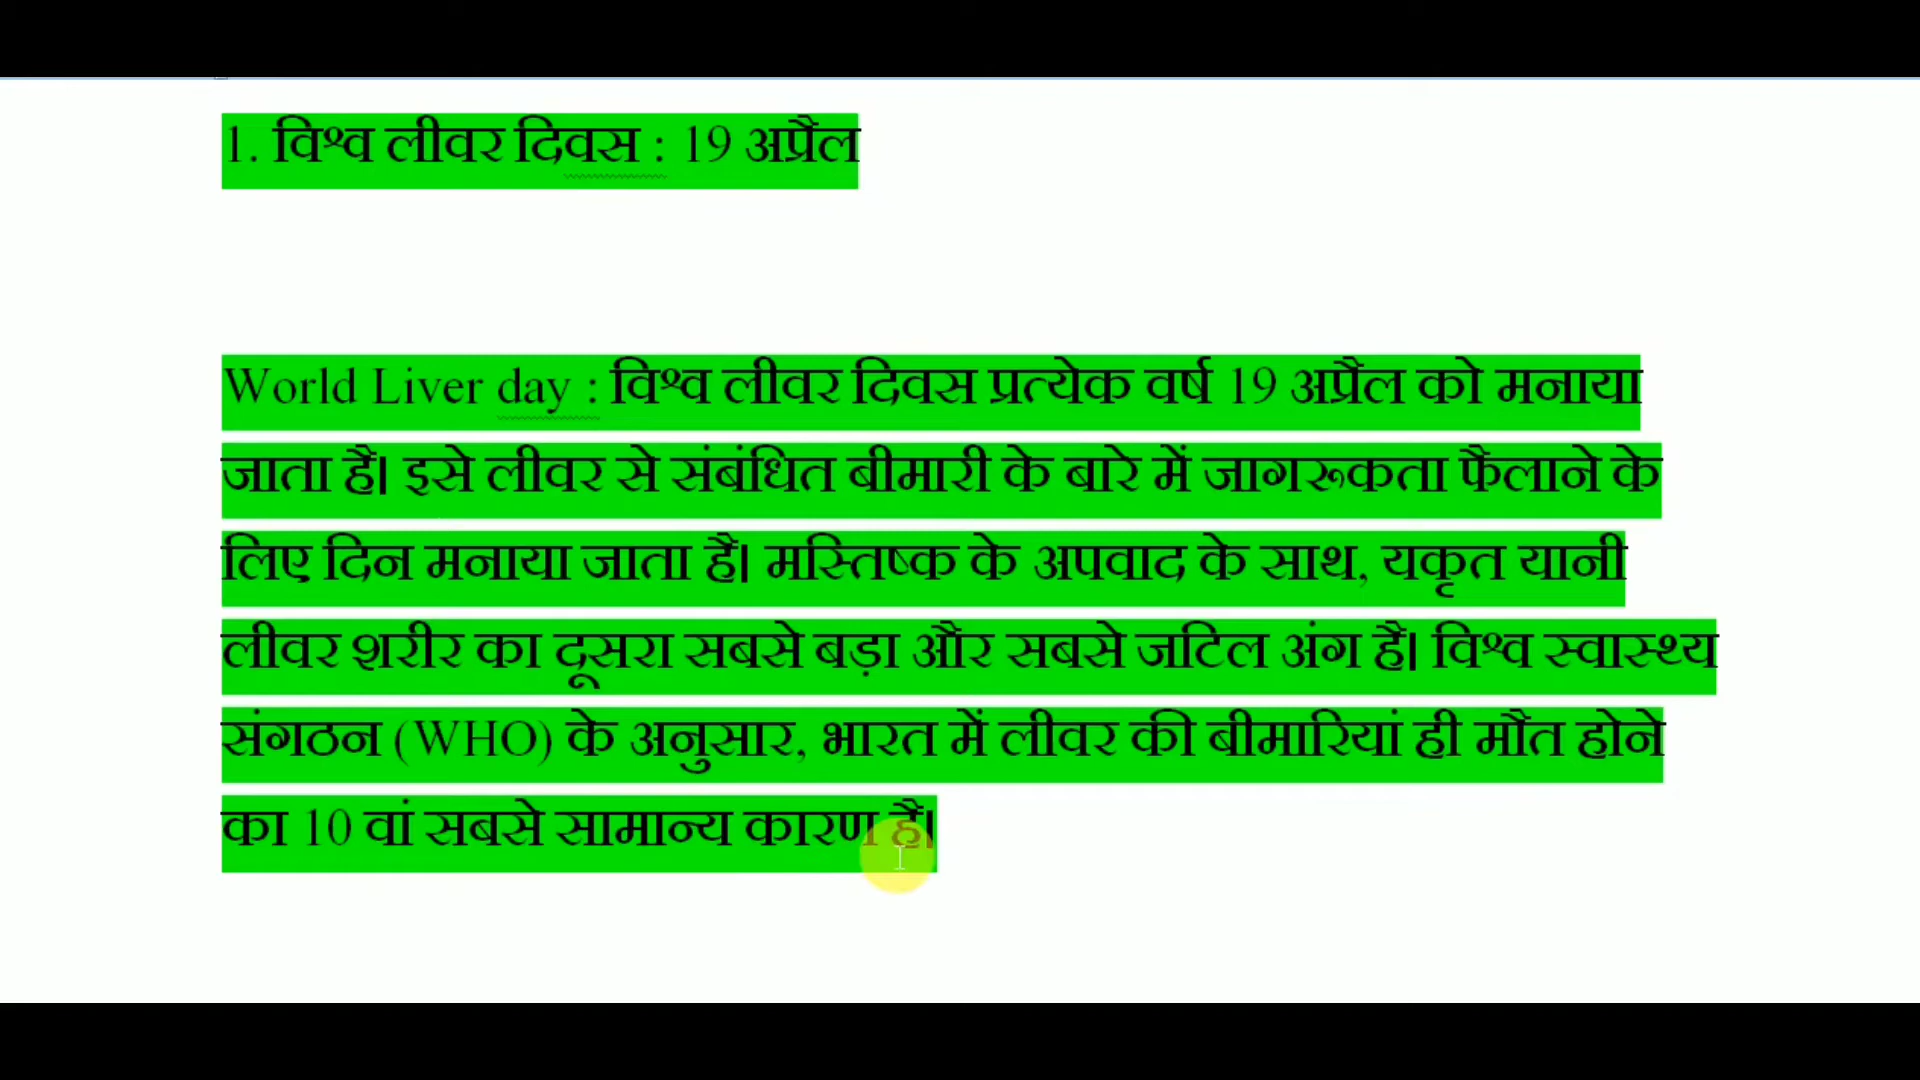 1. विश्व लीवर दिवस : 19 अप्रैल
World Liver day : विश्व लीवर दिवस प्रत्येक वर्ष 19 अप्रैल को मनाया
जाता है। इसे लीवर से संबंधित बीमारी के बारे में जागरूकता फैलाने के
लिए दिन मनाया जाता है। मस्तिष्क के अपवाद के साथ, यकृत यानी
लीवर शरीर का दूसरा सबसे बड़ा और सबसे जटिल अंग है। विश्व स्वास्थ्य
संगठन (WHO) के अनुसार, भारत में लीवर की बीमारियां ही मौत होने
का 10 वां सबसे सामान्य कारण है।